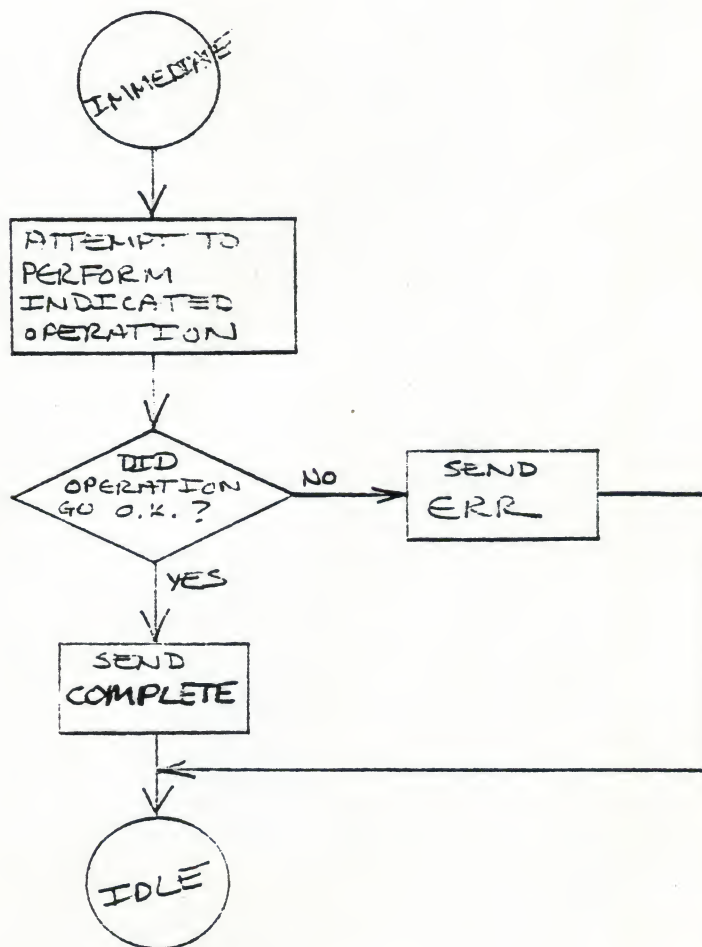 IMMEDIATE
ATTEMPT TO
PERFORM
INDICATED
OPERATION
DID
OPERATION
GO O.K.?
NO
SEND
ERR
YES
SEND
COMPLETE
IDLE